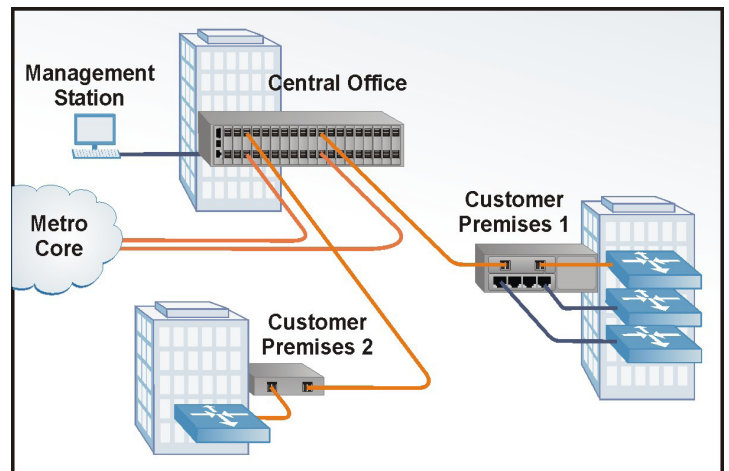 Management
Station
Central Office
Metro
Core
Customer
Premises 1
Customer
Premises 2